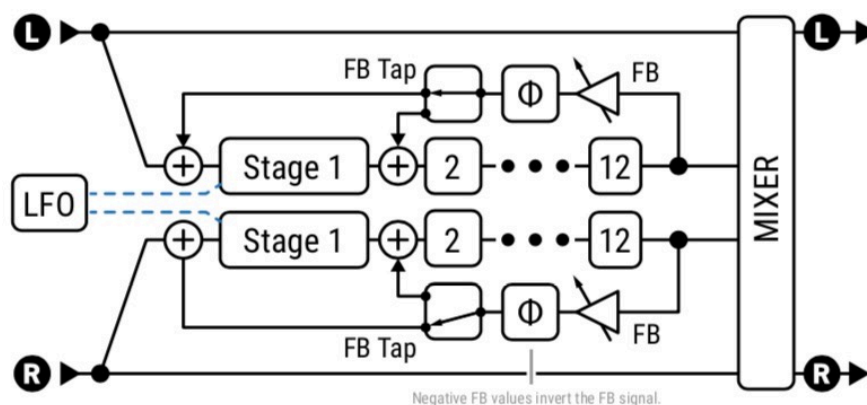 L
L
FB Tap
Φ
FB
+
Stage 1
+
2
12
LFO
MIXER
+
Stage 1
+
2
12
FB Tap
Φ
FB
R
R
Negative FB values invert the FB signal.